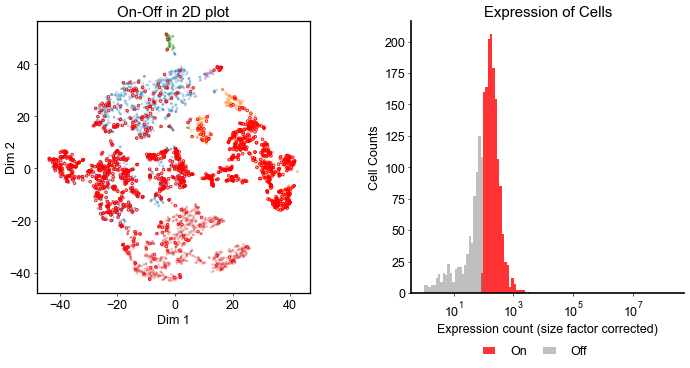 On-Off in 2D plot
40
20
0
−20
−40
−40 −20 0 20 40
Dim 2
Dim 1
Expression of Cells
200
175
150
125
100
75
50
25
0
Cell Counts
10^1 10^3 10^5 10^7
Expression count (size factor corrected)
On Off